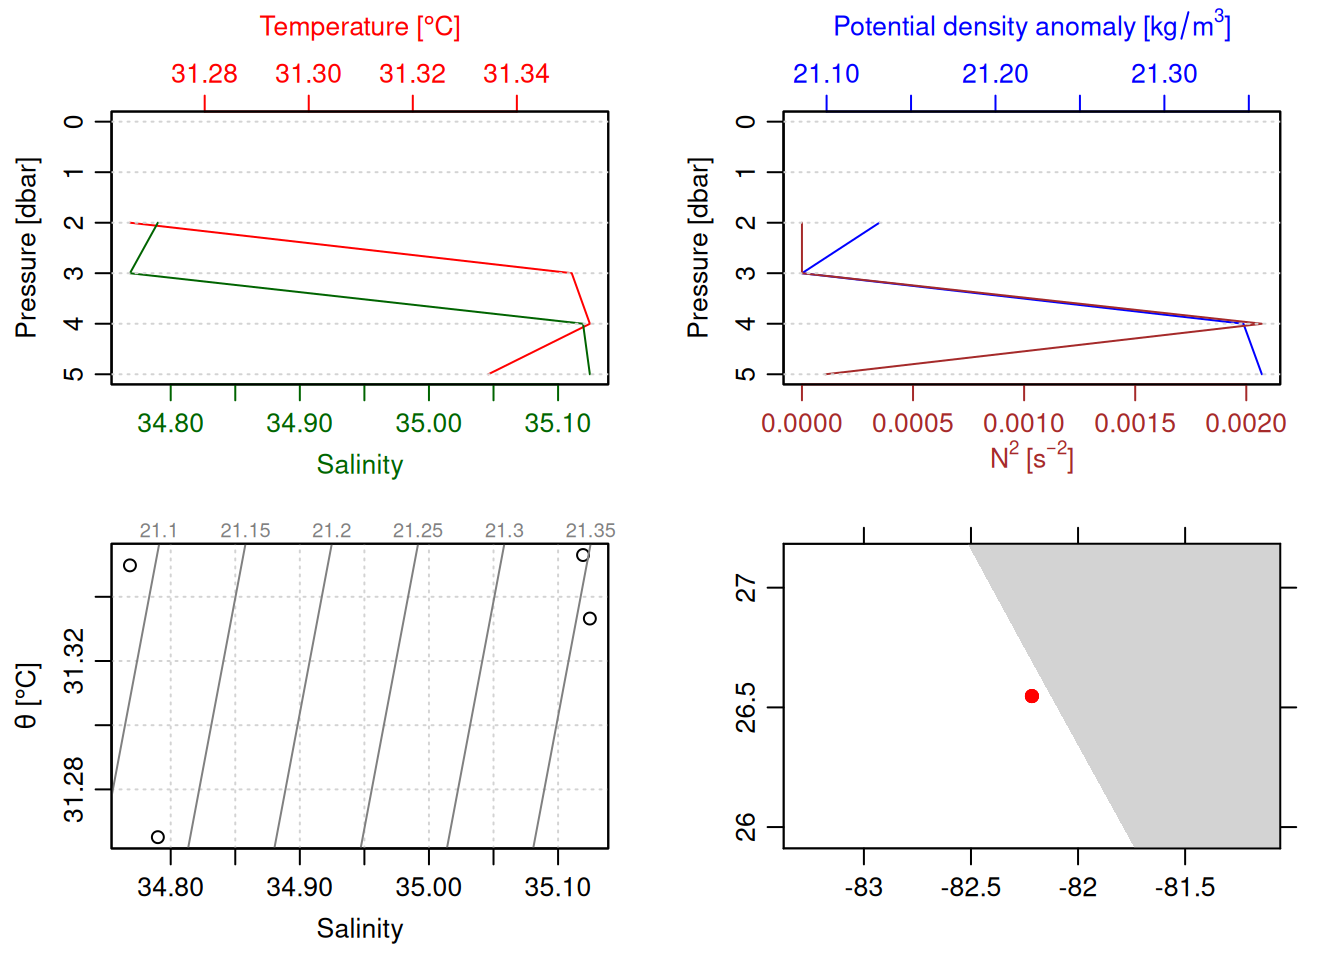 Temperature [°C]
31.28 31.30 31.32 31.34
Pressure [dbar]
0
1
2
3
4
5
34.80 34.90 35.00 35.10
Salinity
Potential density anomaly [kg/m³]
21.10 21.20 21.30
Pressure [dbar]
0
1
2
3
4
5
0.0000 0.0005 0.0010 0.0015 0.0020
N² [s⁻²]
21.1 21.15 21.2 21.25 21.3 21.35
θ [°C]
31.32
31.28
34.80 34.90 35.00 35.10
Salinity
27
26.5
26
-83 -82.5 -82 -81.5